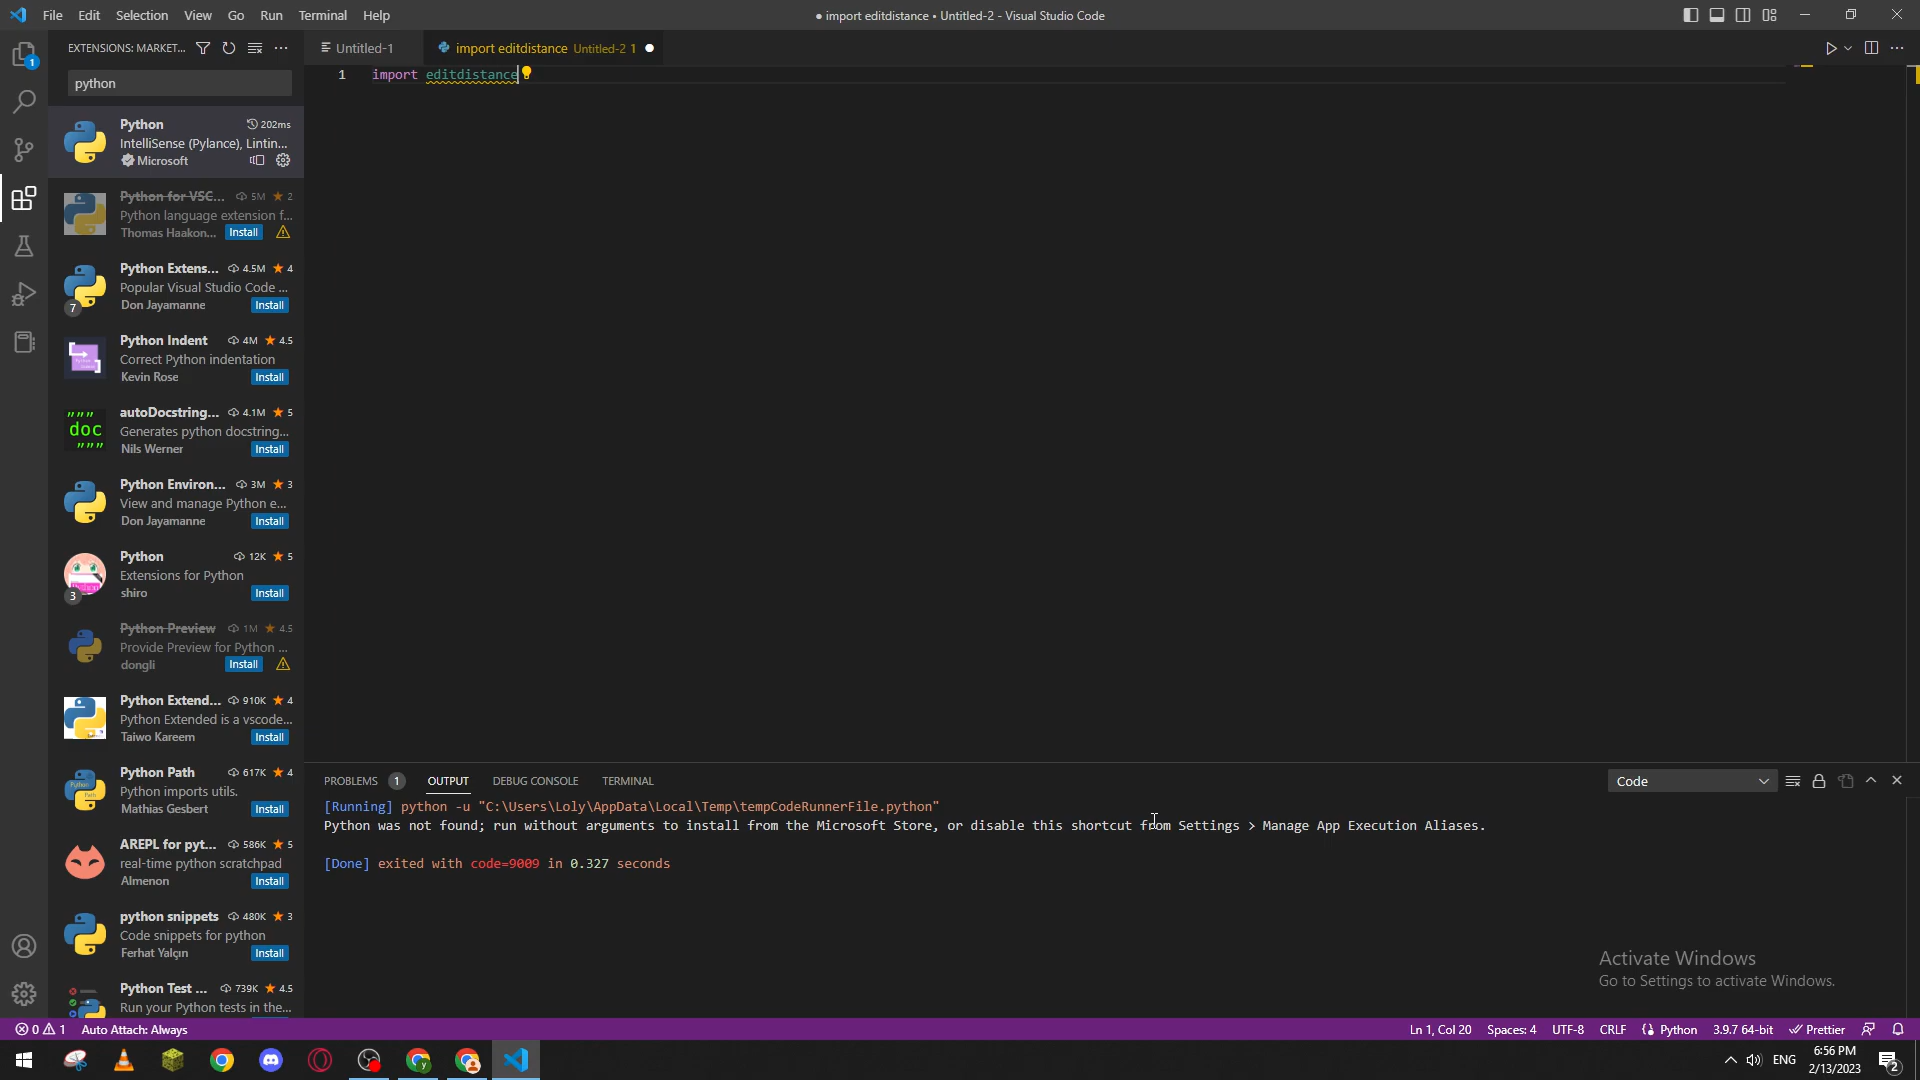 File Edit Selection View Go Run Terminal Help
● import editdistance • Untitled-2 - Visual Studio Code
EXTENSIONS: MARKET...
python
Python 202ms
IntelliSense (Pylance), Lintin...
Microsoft
Python for VSC... 5M ★ 2
Python language extension f...
Thomas Haakon... Install
Python Extens... 4.5M ★ 4
Popular Visual Studio Code ...
Don Jayamanne Install
7
Python Indent 4M ★ 4.5
Correct Python indentation
Kevin Rose Install
autoDocstring... 4.1M ★ 5
Generates python docstring...
Nils Werner Install
""" doc """
Python Environ... 3M ★ 3
View and manage Python e...
Don Jayamanne Install
Python 12K ★ 5
Extensions for Python
shiro Install
3
Python Preview 1M ★ 4.5
Provide Preview for Python ...
dongli Install
Python Extend... 910K ★ 4
Python Extended is a vscode...
Taiwo Kareem Install
Python Path 617K ★ 4
Python imports utils.
Mathias Gesbert Install
AREPL for pyt... 586K ★ 5
real-time python scratchpad
Almenon Install
python snippets 480K ★ 3
Code snippets for python
Ferhat Yalçın Install
Python Test ... 739K ★ 4.5
Run your Python tests in the...
Untitled-1
import editdistance Untitled-2 1 ●
1 import editdistance
PROBLEMS 1 OUTPUT DEBUG CONSOLE TERMINAL
Code
[Running] python -u "C:\Users\Loly\AppData\Local\Temp\tempCodeRunnerFile.python"
Python was not found; run without arguments to install from the Microsoft Store, or disable this shortcut from Settings > Manage App Execution Aliases.
[Done] exited with code=9009 in 0.327 seconds
Activate Windows
Go to Settings to activate Windows.
0 1 Auto Attach: Always
Ln 1, Col 20 Spaces: 4 UTF-8 CRLF Python 3.9.7 64-bit Prettier
ENG
6:56 PM
2/13/2023
2